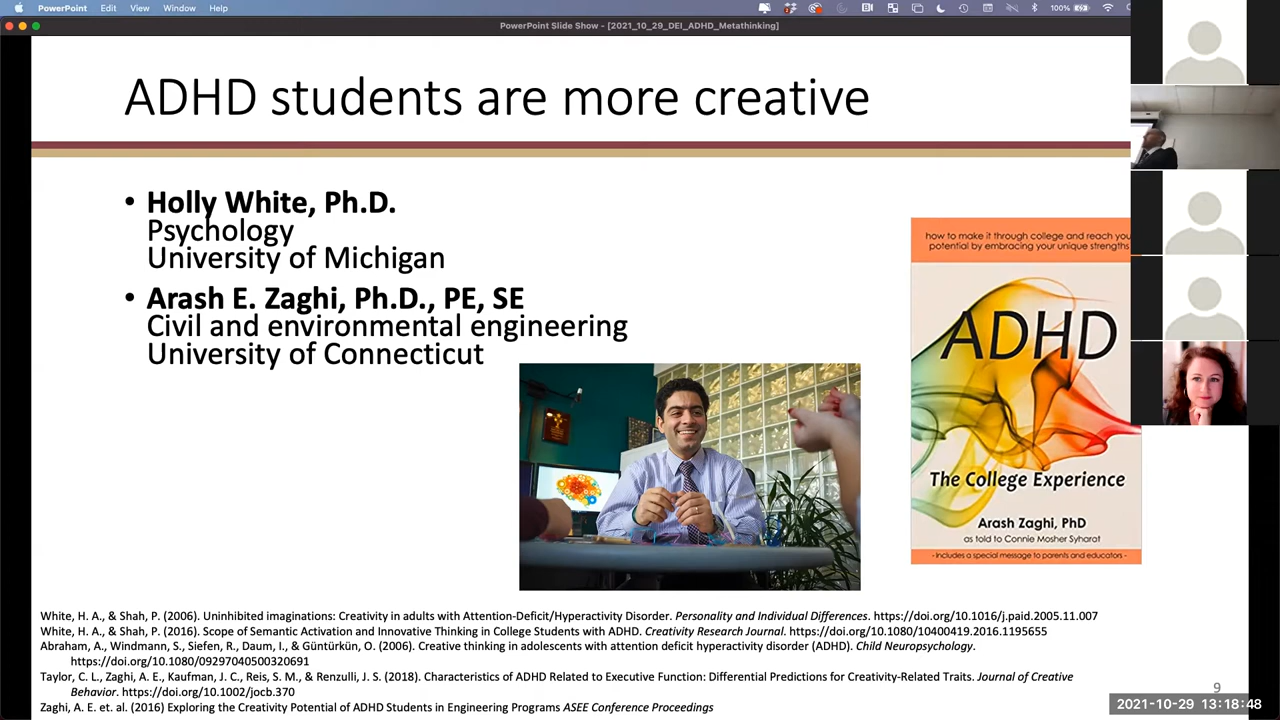 PowerPoint Edit View Window Help
100%
PowerPoint Slide Show - [2021_10_29_DEI_ADHD_Metathinking]
ADHD students are more creative
• Holly White, Ph.D.
Psychology
University of Michigan
• Arash E. Zaghi, Ph.D., PE, SE
Civil and environmental engineering
University of Connecticut
how to make it through college and reach you
potential by embracing your unique strengths
ADHD
The College Experience
Arash Zaghi, PhD
as told to Connie Mosher Syharat
- includes a special message to parents and educators -
White, H. A., & Shah, P. (2006). Uninhibited imaginations: Creativity in adults with Attention-Deficit/Hyperactivity Disorder. Personality and Individual Differences. https://doi.org/10.1016/j.paid.2005.11.007
White, H. A., & Shah, P. (2016). Scope of Semantic Activation and Innovative Thinking in College Students with ADHD. Creativity Research Journal. https://doi.org/10.1080/10400419.2016.1195655
Abraham, A., Windmann, S., Siefen, R., Daum, I., & Güntürkün, O. (2006). Creative thinking in adolescents with attention deficit hyperactivity disorder (ADHD). Child Neuropsychology.
https://doi.org/10.1080/09297040500320691
Taylor, C. L., Zaghi, A. E., Kaufman, J. C., Reis, S. M., & Renzulli, J. S. (2018). Characteristics of ADHD Related to Executive Function: Differential Predictions for Creativity-Related Traits. Journal of Creative
Behavior. https://doi.org/10.1002/jocb.370
Zaghi, A. E. et. al. (2016) Exploring the Creativity Potential of ADHD Students in Engineering Programs ASEE Conference Proceedings
9
2021-10-29 13:18:48